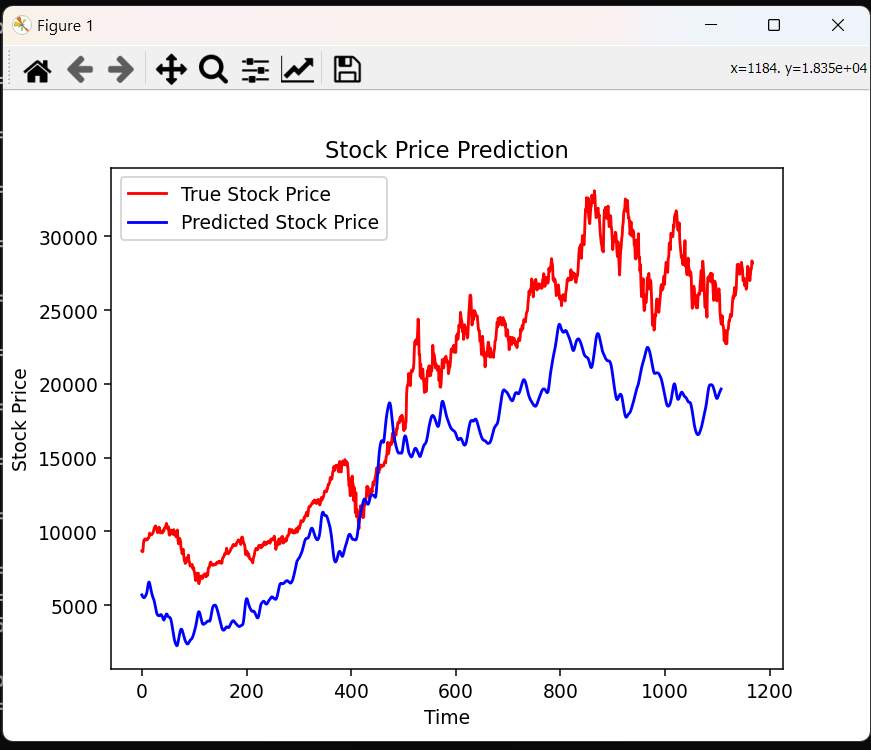 Figure 1
x=1184. y=1.835e+04
Stock Price Prediction
True Stock Price
Predicted Stock Price
30000
25000
20000
15000
10000
5000
Stock Price
0 200 400 600 800 1000 1200
Time